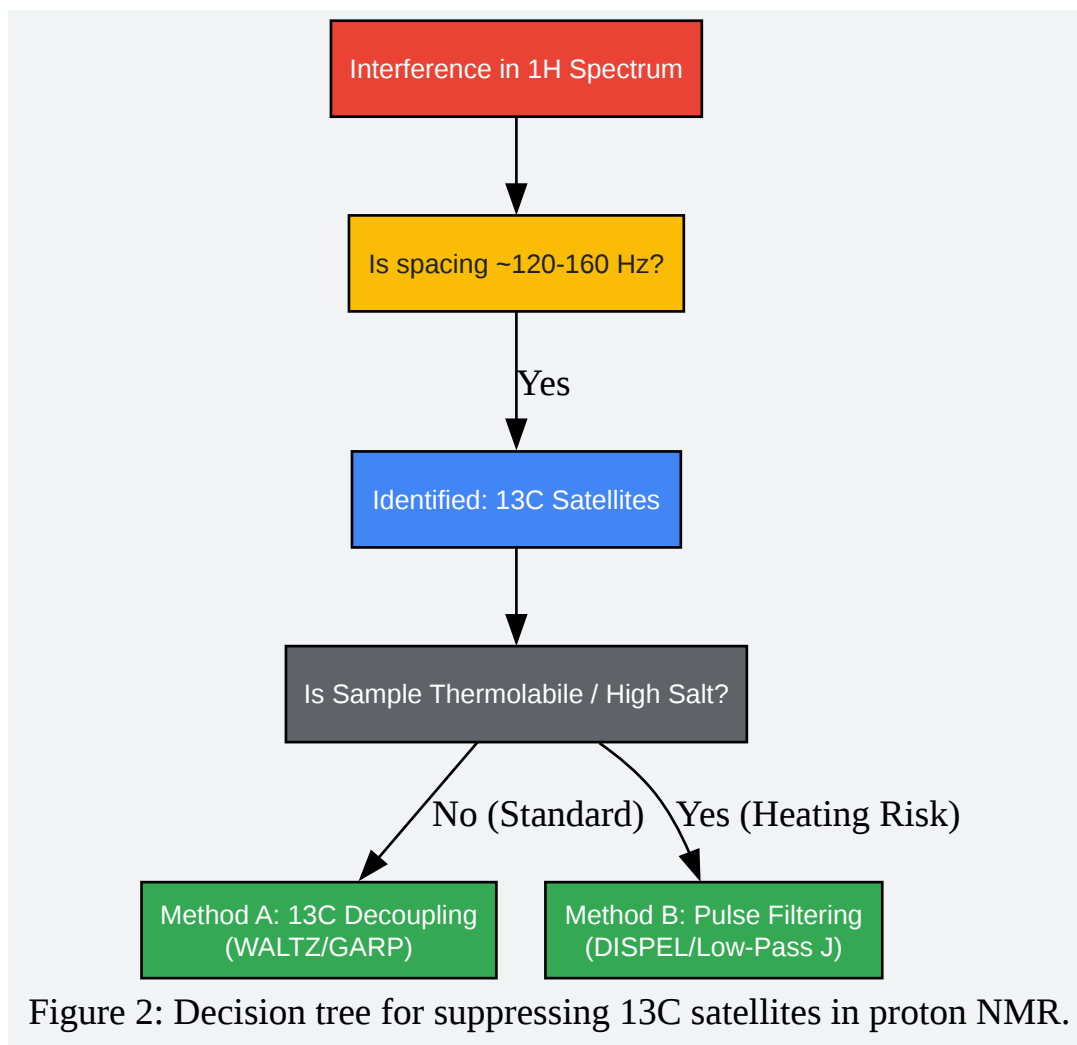 Interference in 1H Spectrum
Is spacing ~120-160 Hz?
Yes
Identified: 13C Satellites
Is Sample Thermolabile / High Salt?
No (Standard)
Yes (Heating Risk)
Method A: 13C Decoupling
(WALTZ/GARP)
Method B: Pulse Filtering
(DISPEL/Low-Pass J)
Figure 2: Decision tree for suppressing 13C satellites in proton NMR.